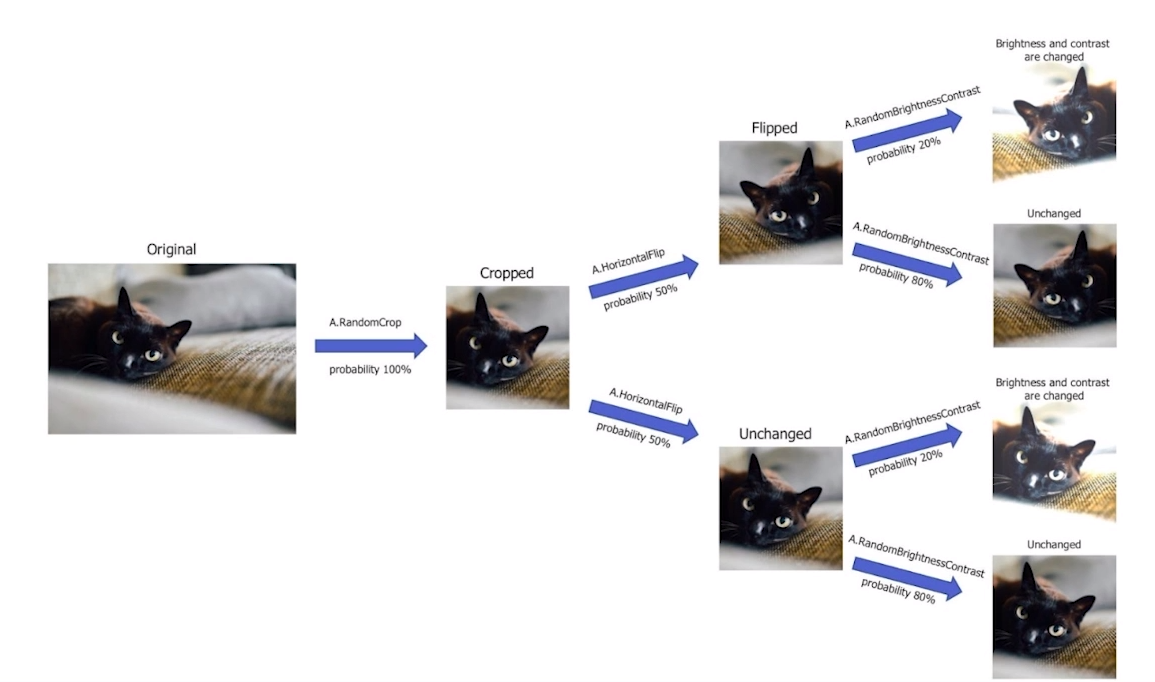 Original
A.RandomCrop
probability 100%
Cropped
A.HorizontalFlip
probability 50%
Flipped
A.RandomBrightnessContrast
probability 20%
Brightness and contrast
are changed
A.RandomBrightnessContrast
probability 80%
Unchanged
A.HorizontalFlip
probability 50%
Unchanged
A.RandomBrightnessContrast
probability 20%
Brightness and contrast
are changed
A.RandomBrightnessContrast
probability 80%
Unchanged